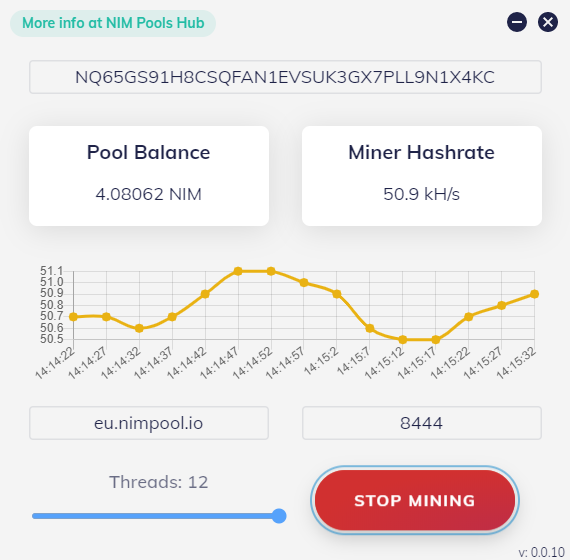 More info at NIM Pools Hub
NQ65GS91H8CSQFAN1EVSUK3GX7PLL9N1X4KC
Pool Balance
4.08062 NIM
Miner Hashrate
50.9 kH/s
51.1
51.0
50.9
50.8
50.7
50.6
50.5
14:14:22 14:14:27 14:14:32 14:14:37 14:14:42 14:14:47 14:14:52 14:14:57 14:15:2 14:15:7 14:15:12 14:15:17 14:15:22 14:15:27 14:15:32
eu.nimpool.io
8444
Threads: 12
STOP MINING
v: 0.0.10